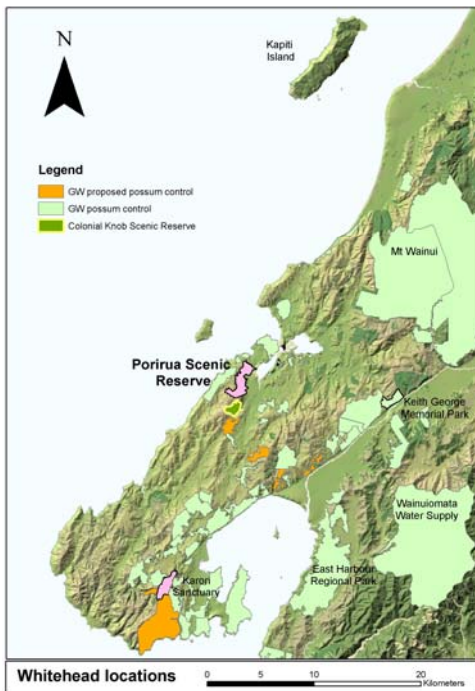 N
Kapiti
Island
Legend
GW proposed possum control
GW possum control
Colonial Knob Scenic Reserve
Mt Wainui
Porirua Scenic
Reserve
Keith George
Memorial Park
Wainuiomata
Water Supply
East Harbour
Regional Park
Karori
Sanctuary
Whitehead locations
0 5 10 20
Kilometers